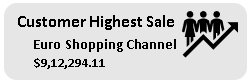 Customer Highest Sale
Euro Shopping Channel
$9,12,294.11